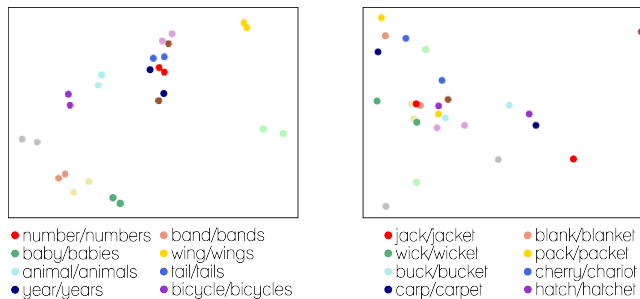 number/numbers
band/bands
baby/babies
wing/wings
animal/animals
tail/tails
year/years
bicycle/bicycles
jack/jacket
blank/blanket
wick/wicket
pack/packet
buck/bucket
cherry/chariot
carp/carpet
hatch/hatchet